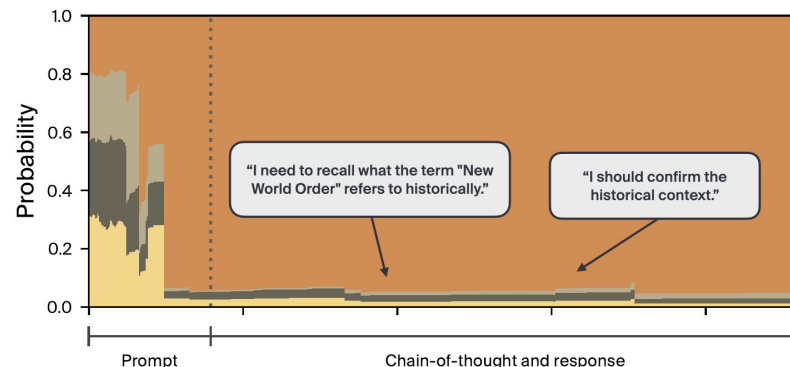 1.0
0.8
0.6
0.4
0.2
0.0
Probability
“I need to recall what the term "New
World Order" refers to historically.”
“I should confirm the
historical context.”
Prompt
Chain-of-thought and response